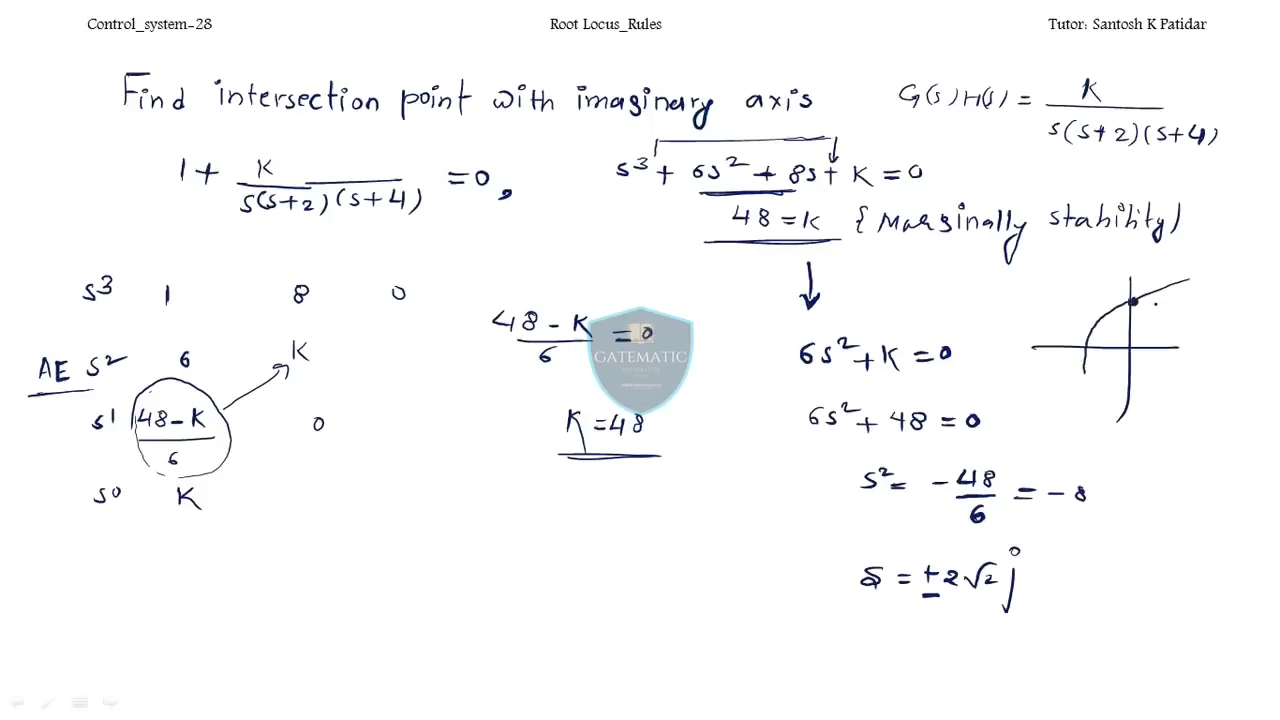 Control_system-28 Root Locus_Rules Tutor: Santosh K Patidar
Find intersection point with imaginary axis G(s)H(s) = K / s(s+2)(s+4)
1 + K / s(s+2)(s+4) = 0, s³ + 6s² + 8s + K = 0
48 = K {Marginally stability)
s³ 1 8 0
AE s² 6 K
s¹ (48-K)/6 0
s⁰ K
(48-K)/6 = 0
K = 48
6s² + K = 0
6s² + 48 = 0
s² = -48/6 = -8
s = ±2√2 j
GATEMATIC